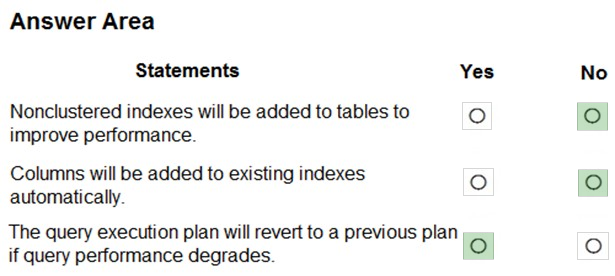 Answer Area
Statements Yes No
Nonclustered indexes will be added to tables to
improve performance.
Columns will be added to existing indexes
automatically.
The query execution plan will revert to a previous plan
if query performance degrades.